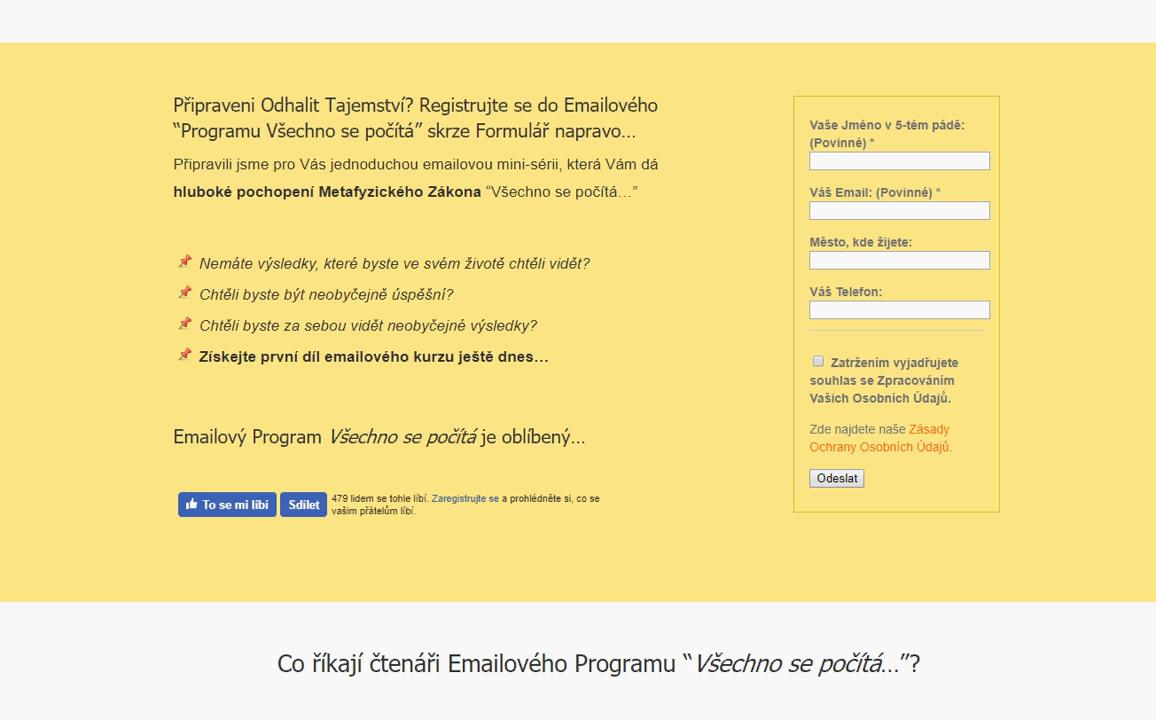 Připraveni Odhalit Tajemství? Registrujte se do Emailového
“Programu Všechno se počítá” skrze Formulář napravo…
Připravili jsme pro Vás jednoduchou emailovou mini-sérii, která Vám dá
hluboké pochopení Metafyzického Zákona “Všechno se počítá…”
Nemáte výsledky, které byste ve svém životě chtěli vidět?
Chtěli byste být neobyčejně úspěšní?
Chtěli byste za sebou vidět neobyčejné výsledky?
Získejte první díl emailového kurzu ještě dnes…
Emailový Program Všechno se počítá je oblíbený…
To se mi líbí
Sdílet
479 lidem se tohle líbí. Zaregistrujte se a prohlédněte si, co se
vašim přátelům líbí.
Vaše Jméno v 5-tém pádě:
(Povinné) *
Váš Email: (Povinné) *
Město, kde žijete:
Váš Telefon:
Zatržením vyjadřujete
souhlas se Zpracováním
Vašich Osobních Údajů.
Zde najdete naše Zásady
Ochrany Osobních Údajů.
Odeslat
Co říkají čtenáři Emailového Programu “Všechno se počítá…”?